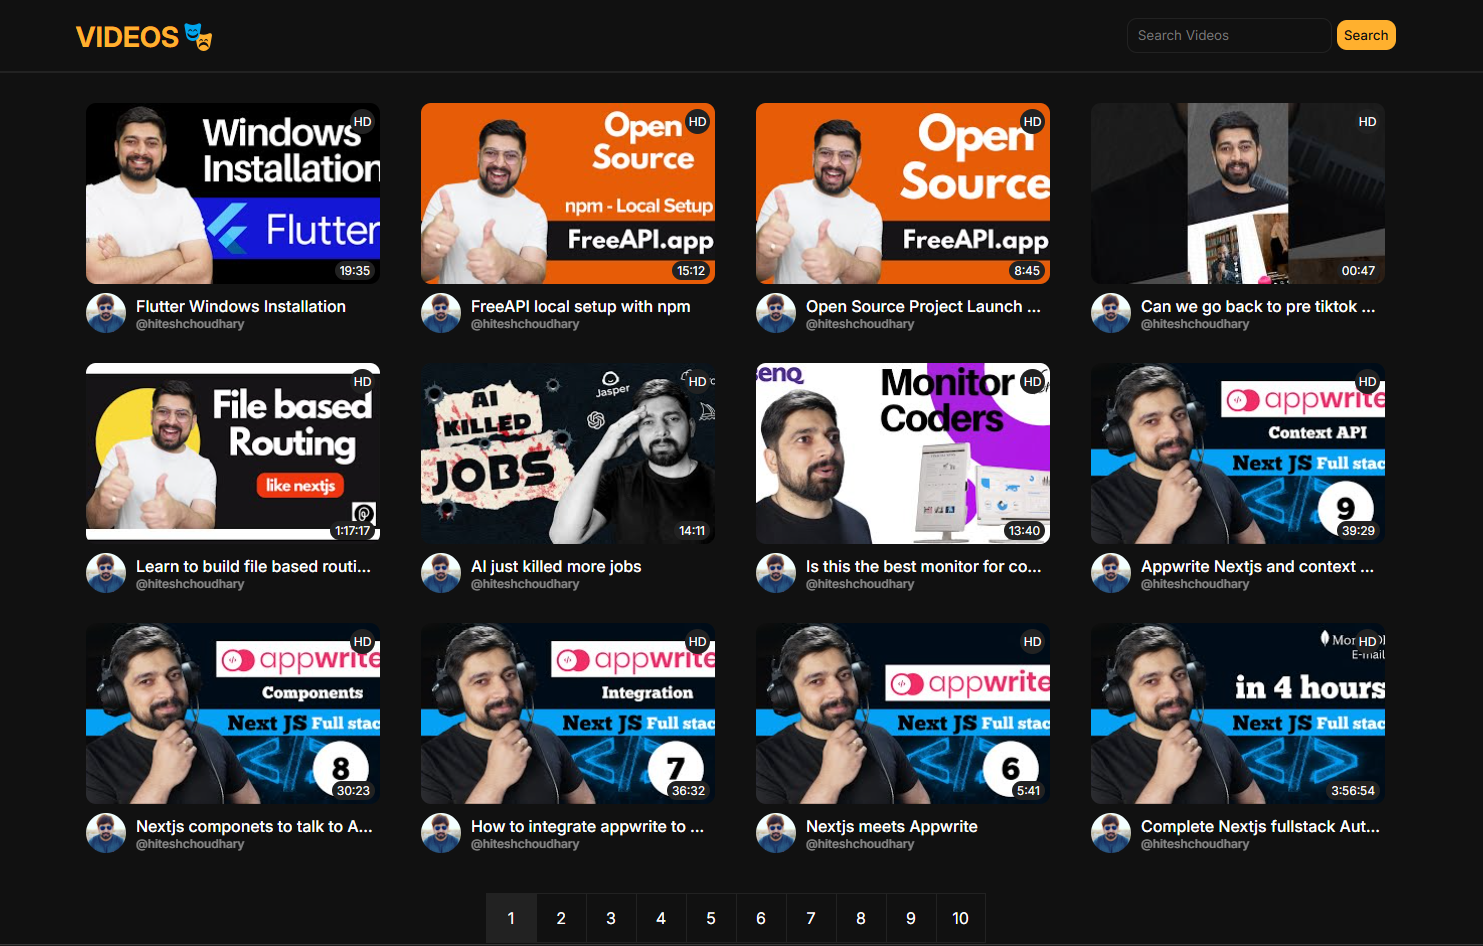 VIDEOS
Search Videos
Search
Windows
Installation
Flutter
HD
19:35
Flutter Windows Installation
@hiteshchoudhary
Open
Source
npm - Local Setup
FreeAPI.app
HD
15:12
FreeAPI local setup with npm
@hiteshchoudhary
Open
Source
FreeAPI.app
HD
8:45
Open Source Project Launch ...
@hiteshchoudhary
HD
00:47
Can we go back to pre tiktok ...
@hiteshchoudhary
File based
Routing
like nextjs
HD
1:17:17
Learn to build file based routi...
@hiteshchoudhary
AI
KILLED
JOBS
Jasper
HD
14:11
AI just killed more jobs
@hiteshchoudhary
enQ
Monitor
Coders
HD
13:40
Is this the best monitor for co...
@hiteshchoudhary
HD
appwrite
Context API
Next JS Full stac
9
39:29
Appwrite Nextjs and context ...
@hiteshchoudhary
HD
appwrite
Components
Next JS Full stac
8
30:23
Nextjs componets to talk to A...
@hiteshchoudhary
HD
appwrite
Integration
Next JS Full stac
7
36:32
How to integrate appwrite to ...
@hiteshchoudhary
HD
appwrite
Next JS Full stac
6
5:41
Nextjs meets Appwrite
@hiteshchoudhary
HD
E-mail
in 4 hours
Next JS Full stac
3:56:54
Complete Nextjs fullstack Aut...
@hiteshchoudhary
1 2 3 4 5 6 7 8 9 10